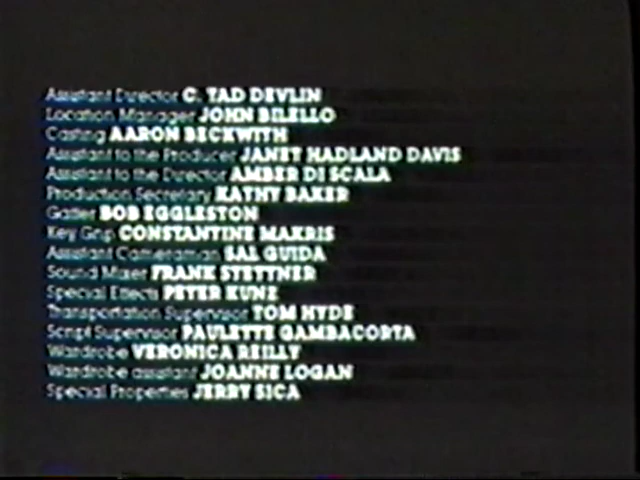 Assistant Director C. TAD DEVLIN
Location Manager JOHN BILELLO
Casting AARON BECKWITH
Assistant to the Producer JANET HADLAND DAVIS
Assistant to the Director AMBER DI SCALA
Production Secretary KATHY BAKER
Gaffer BOB EGGLESTON
Key Grip CONSTANTINE MAKRIS
Assistant Cameraman SAL GUIDA
Sound Mixer FRANK STETTNER
Special Effects PETER KUNZ
Transportation Supervisor TOM HYDE
Script Supervisor PAULETTE GAMBACORTA
Wardrobe VERONICA REILLY
Wardrobe assistant JOANNE LOGAN
Special Properties JERRY SICA